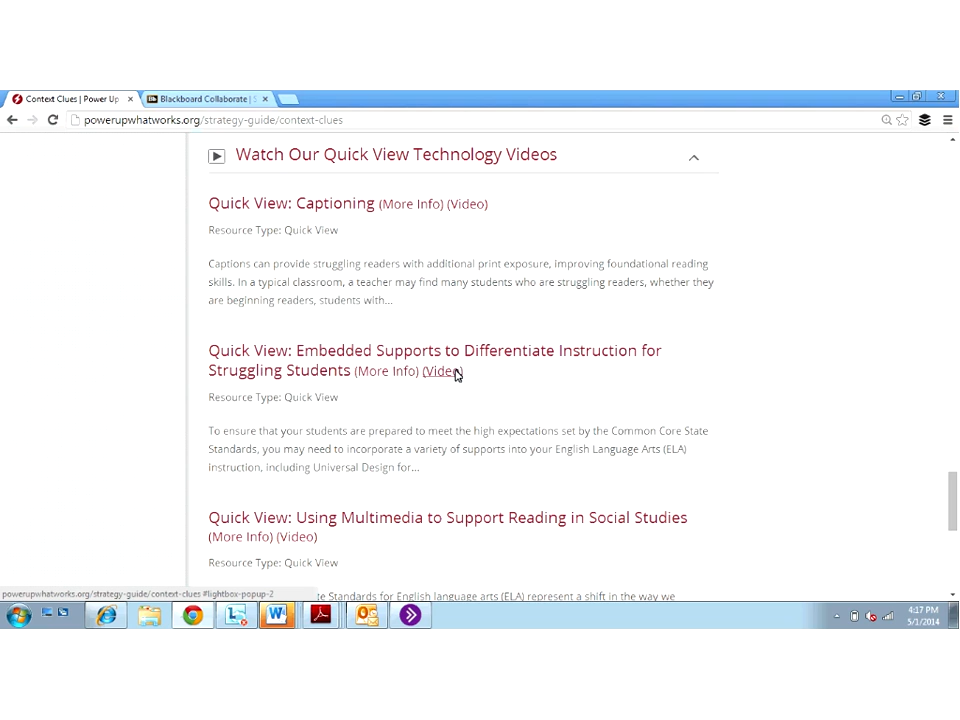 Context Clues | Power Up
Blackboard Collaborate |
powerupwhatworks.org/strategy-guide/context-clues
Watch Our Quick View Technology Videos
Quick View: Captioning (More Info) (Video)
Resource Type: Quick View
Captions can provide struggling readers with additional print exposure, improving foundational reading
skills. In a typical classroom, a teacher may find many students who are struggling readers, whether they
are beginning readers, students with...
Quick View: Embedded Supports to Differentiate Instruction for
Struggling Students (More Info) (Video)
Resource Type: Quick View
To ensure that your students are prepared to meet the high expectations set by the Common Core State
Standards, you may need to incorporate a variety of supports into your English Language Arts (ELA)
instruction, including Universal Design for...
Quick View: Using Multimedia to Support Reading in Social Studies
(More Info) (Video)
Resource Type: Quick View
powerupwhatworks.org/strategy-guide/context-clues #lightbox-popup-2
te Standards for English language arts (ELA) represent a shift in the way we
4:17 PM
5/1/2014